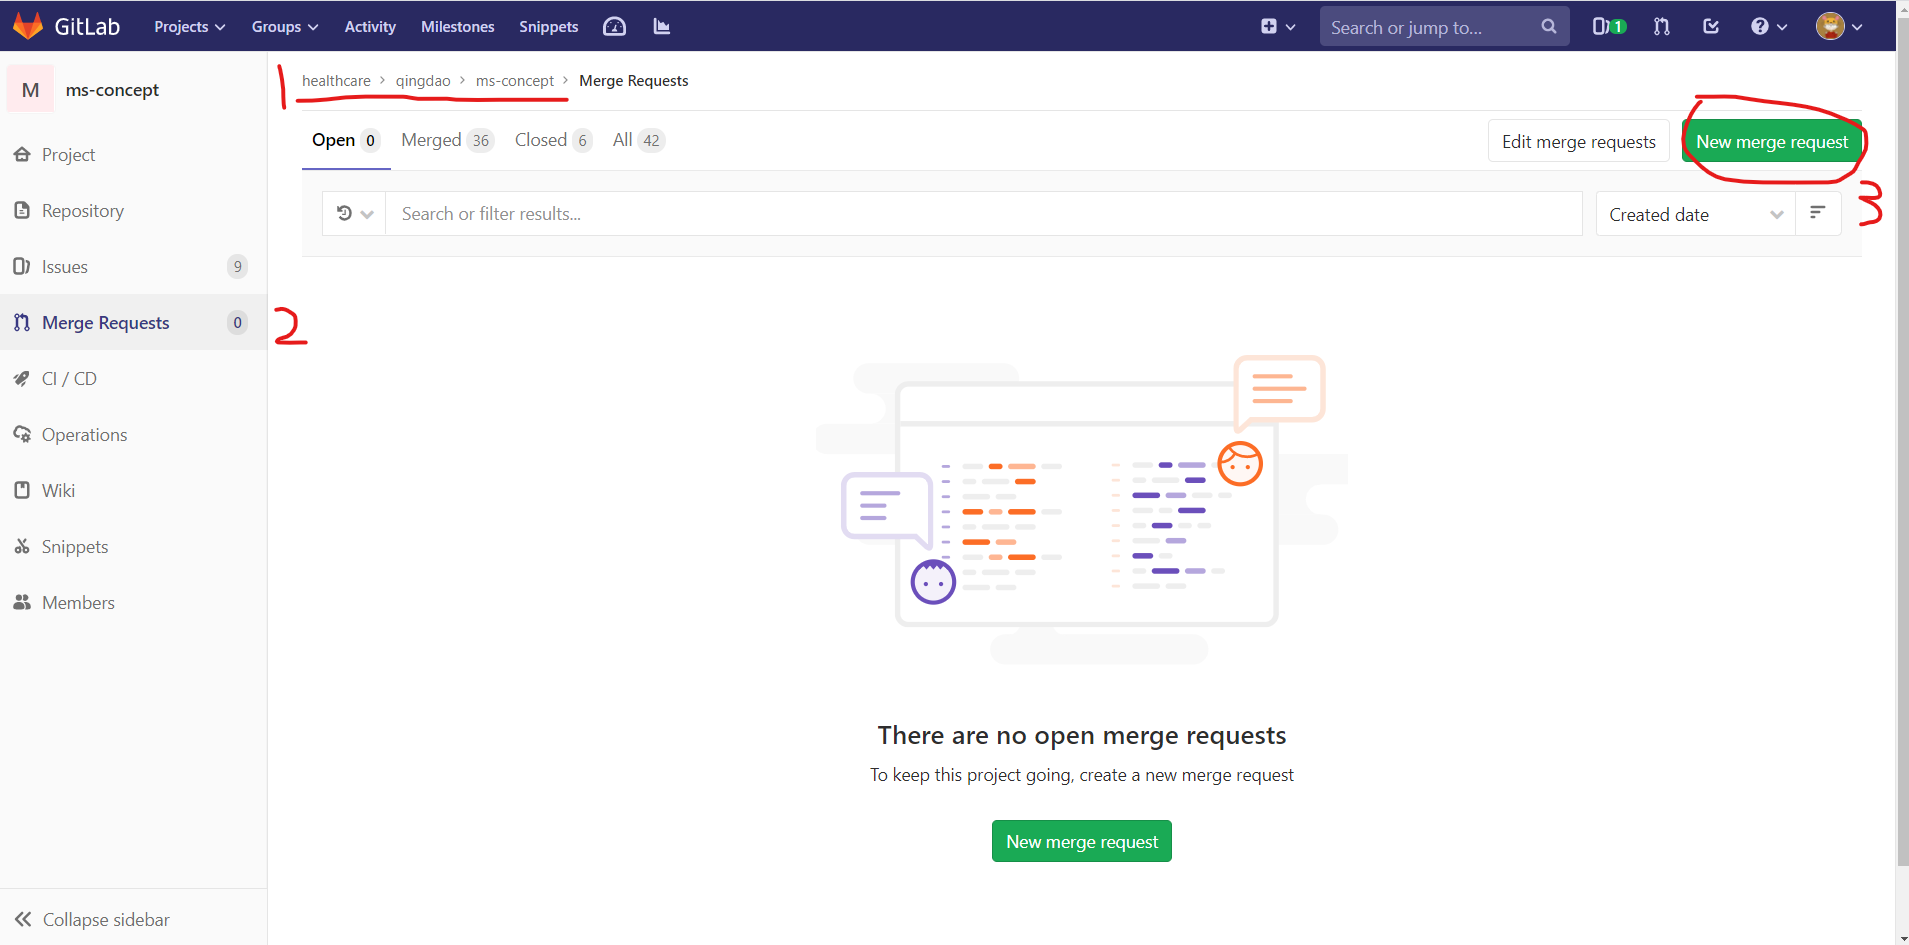 GitLab Projects Groups Activity Milestones Snippets Search or jump to... 1
M ms-concept
1 healthcare > qingdao > ms-concept > Merge Requests
Project
Repository
Issues 9
Merge Requests 0
2
CI / CD
Operations
Wiki
Snippets
Members
Collapse sidebar
Open 0 Merged 36 Closed 6 All 42 Edit merge requests New merge request
Search or filter results... Created date
3
There are no open merge requests
To keep this project going, create a new merge request
New merge request